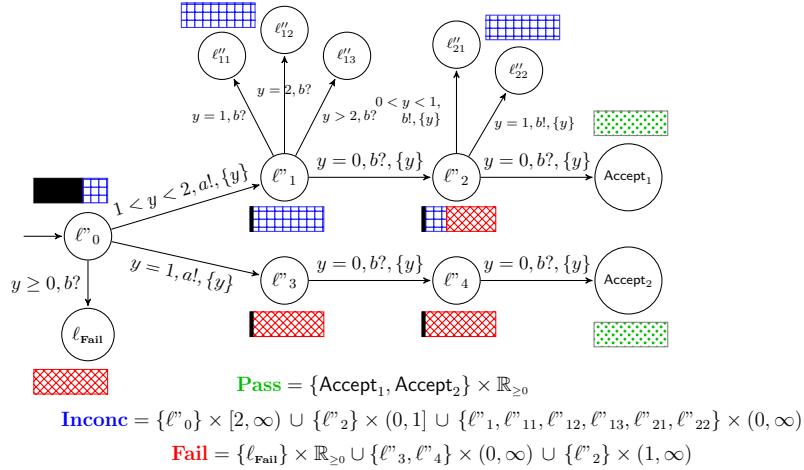 ℓ''₁₂
ℓ''₂₁
ℓ''₁₁
ℓ''₁₃
ℓ''₂₂
y = 1, b?
y = 2, b?
y > 2, b?
0 < y < 1,
b!, {y}
y = 1, b!, {y}
1 < y < 2, a!, {y}
ℓ”₁
y = 0, b?, {y}
ℓ”₂
y = 0, b?, {y}
Accept₁
ℓ”₀
y = 1, a!, {y}
y ≥ 0, b?
ℓ”₃
y = 0, b?, {y}
ℓ”₄
y = 0, b?, {y}
Accept₂
ℓ_Fail
Pass = {Accept₁, Accept₂} × ℝ≥0
Inconc = {ℓ”₀} × [2, ∞) ∪ {ℓ”₂} × (0, 1] ∪ {ℓ”₁, ℓ”₁₁, ℓ”₁₂, ℓ”₁₃, ℓ”₂₁, ℓ”₂₂} × (0, ∞)
Fail = {ℓ_Fail} × ℝ≥0 ∪ {ℓ”₃, ℓ”₄} × (0, ∞) ∪ {ℓ”₂} × (1, ∞)